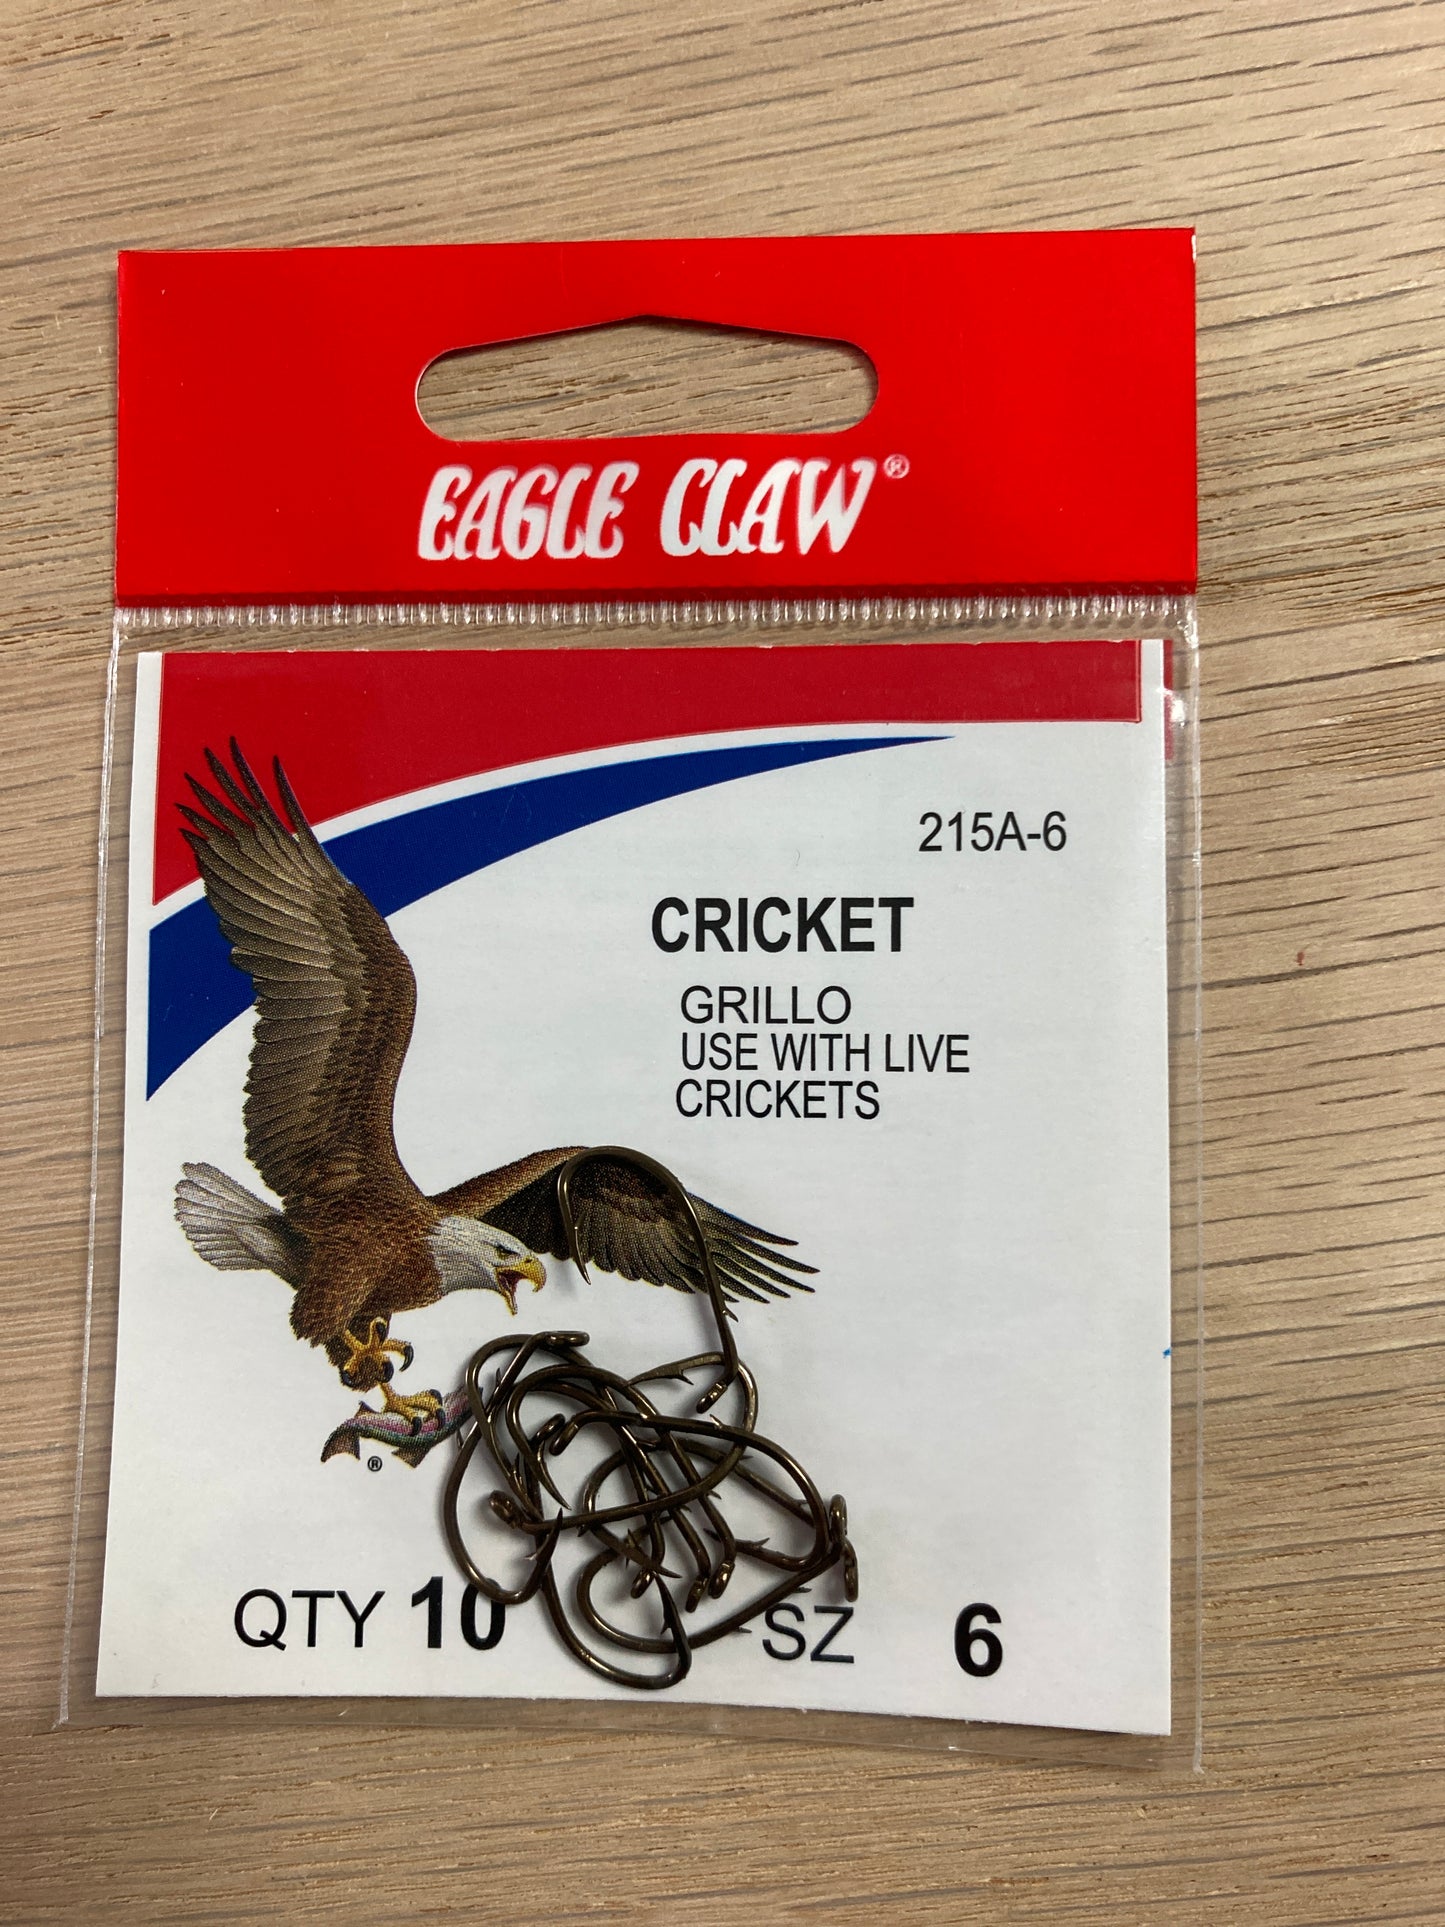 EAGLE CLAW®
215A-6
CRICKET
GRILLO
USE WITH LIVE
CRICKETS
®
QTY 10 SZ 6